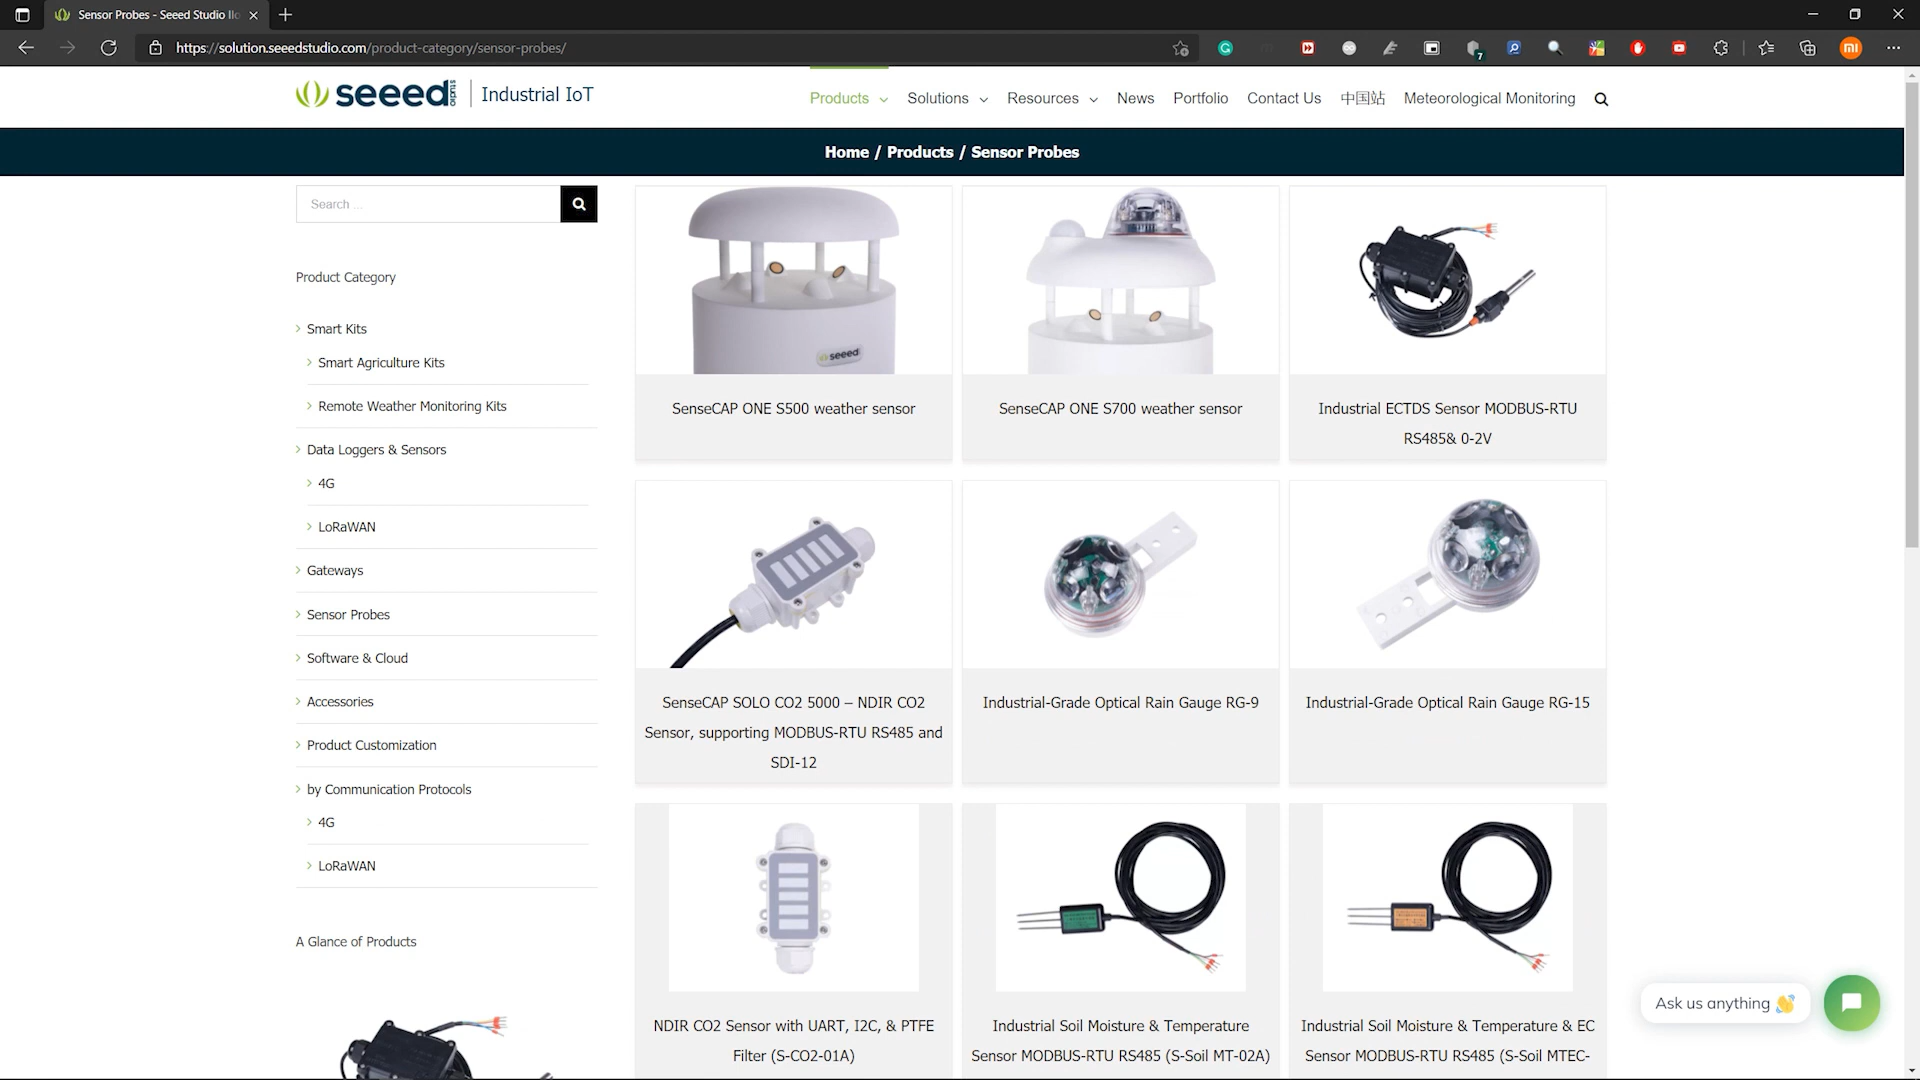 Sensor Probes - Seeed Studio IIo
https://solution.seeedstudio.com/product-category/sensor-probes/
7
mi
seeed studio
Industrial IoT
Products
Solutions
Resources
News
Portfolio
Contact Us
中国站
Meteorological Monitoring
Home / Products / Sensor Probes
Search ...
Product Category
Smart Kits
Smart Agriculture Kits
Remote Weather Monitoring Kits
Data Loggers & Sensors
4G
LoRaWAN
Gateways
Sensor Probes
Software & Cloud
Accessories
Product Customization
by Communication Protocols
4G
LoRaWAN
A Glance of Products
seeed
SenseCAP ONE S500 weather sensor
SenseCAP ONE S700 weather sensor
Industrial ECTDS Sensor MODBUS-RTU
RS485& 0-2V
SenseCAP SOLO CO2 5000 – NDIR CO2
Sensor, supporting MODBUS-RTU RS485 and
SDI-12
Industrial-Grade Optical Rain Gauge RG-9
Industrial-Grade Optical Rain Gauge RG-15
NDIR CO2 Sensor with UART, I2C, & PTFE
Filter (S-CO2-01A)
Industrial Soil Moisture & Temperature
Sensor MODBUS-RTU RS485 (S-Soil MT-02A)
Industrial Soil Moisture & Temperature & EC
Sensor MODBUS-RTU RS485 (S-Soil MTEC-
Ask us anything 👋